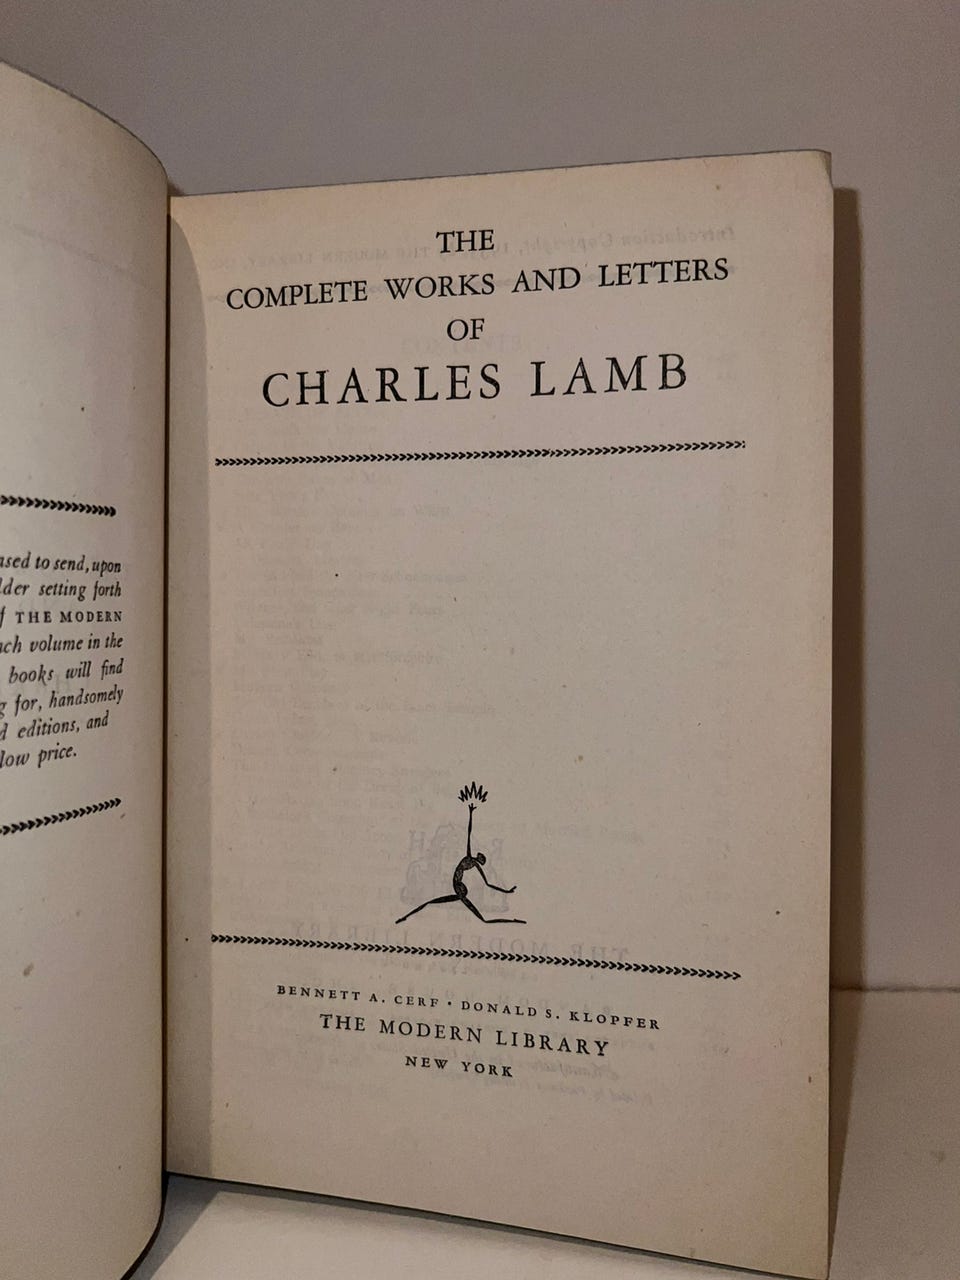 ased to send, upon
lder setting forth
f THE MODERN
ach volume in the
books will find
g for, handsomely
d editions, and
low price.
THE
COMPLETE WORKS AND LETTERS
OF
CHARLES LAMB
BENNETT A. CERF · DONALD S. KLOPFER
THE MODERN LIBRARY
NEW YORK